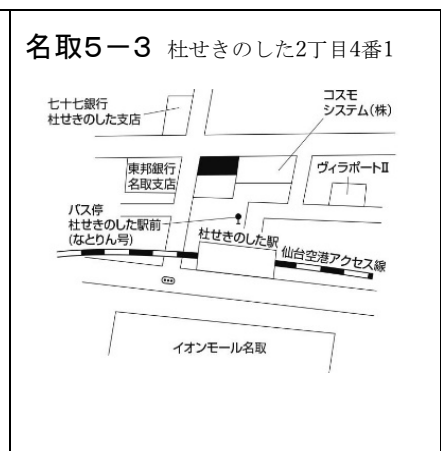 名取5－3 杜せきのした2丁目4番1
七十七銀行
杜せきのした支店
コスモ
システム(株)
東邦銀行
名取支店
ヴィラポートⅡ
バス停
杜せきのした駅前
(なとりん号)
杜せきのした駅
仙台空港アクセス線
イオンモール名取